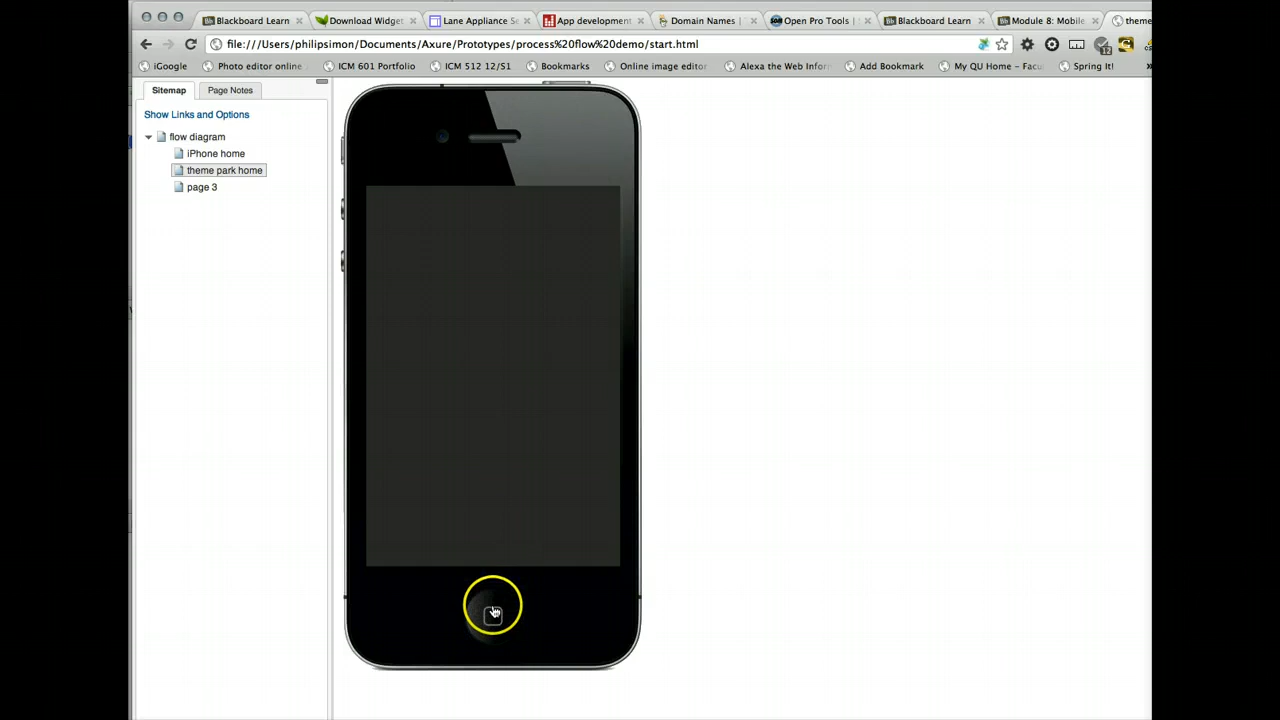 Blackboard Learn
Download Widget
Lane Appliance Se
App development
Domain Names |
Open Pro Tools |
Blackboard Learn
Module 8: Mobile
theme
file:///Users/philipsimon/Documents/Axure/Prototypes/process%20flow%20demo/start.html
12
iGoogle
Photo editor online
ICM 601 Portfolio
ICM 512 12/S1
Bookmarks
Online image editor
Alexa the Web Infor
Add Bookmark
My QU Home – Facu
Spring It!
»
Sitemap
Page Notes
Show Links and Options
flow diagram
iPhone home
theme park home
page 3